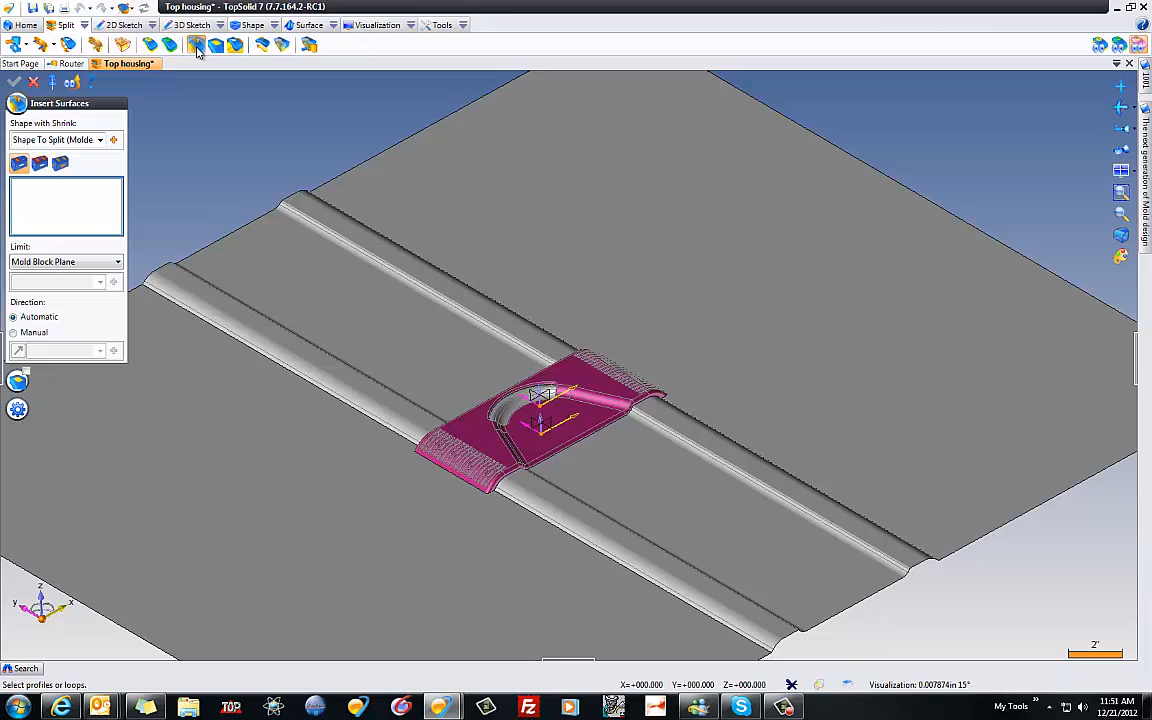 Top housing* - TopSolid 7 (7.7.164.2-RC1)
Home Split 2D Sketch 3D Sketch Shape Surface Visualization Tools
Start Page Router Top housing*
Insert Surfaces
Shape with Shrink:
Shape To Split (Molde
Limit:
Mold Block Plane
Direction:
Automatic
Manual
1001
The next generation of Mold design
z
y
x
2"
Search
Select profiles or loops.
X=+000.000 Y=+000.000 Z=+000.000
Visualization: 0.007874in 15°
TOP
FZ
My Tools
11:51 AM
12/21/2012